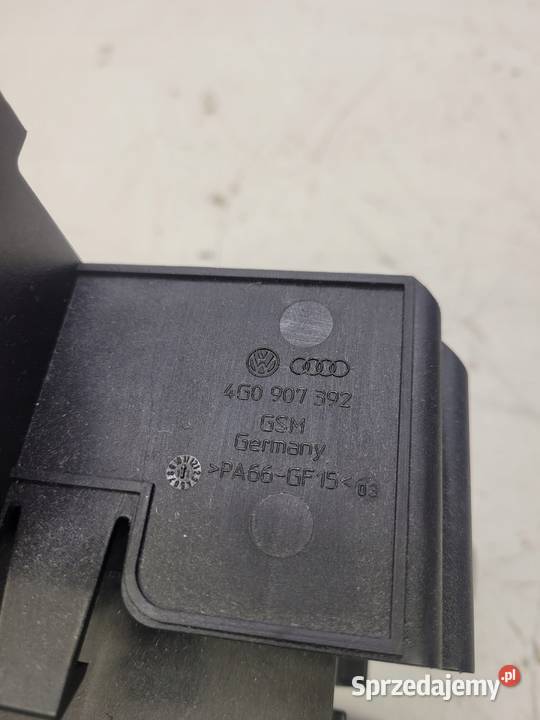 4G0 907 392
GSM
Germany
>PA66-GF15<
03
Sprzedajemy.pl